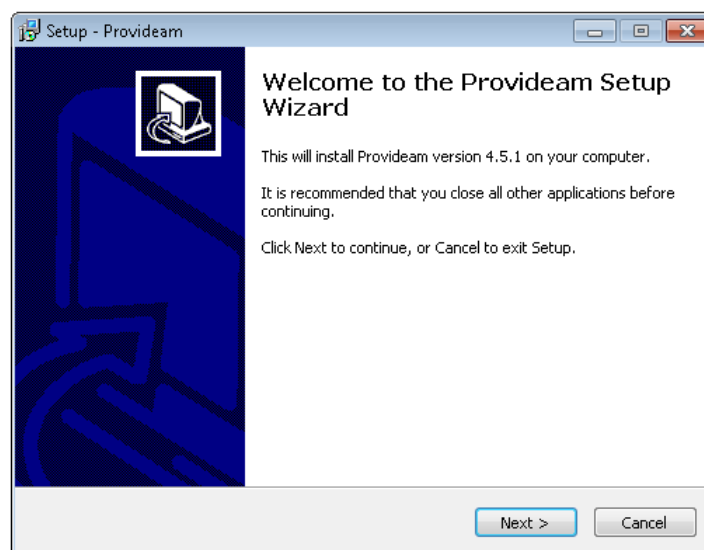 Setup - Provideam
Welcome to the Provideam Setup
Wizard
This will install Provideam version 4.5.1 on your computer.
It is recommended that you close all other applications before
continuing.
Click Next to continue, or Cancel to exit Setup.
Next >
Cancel